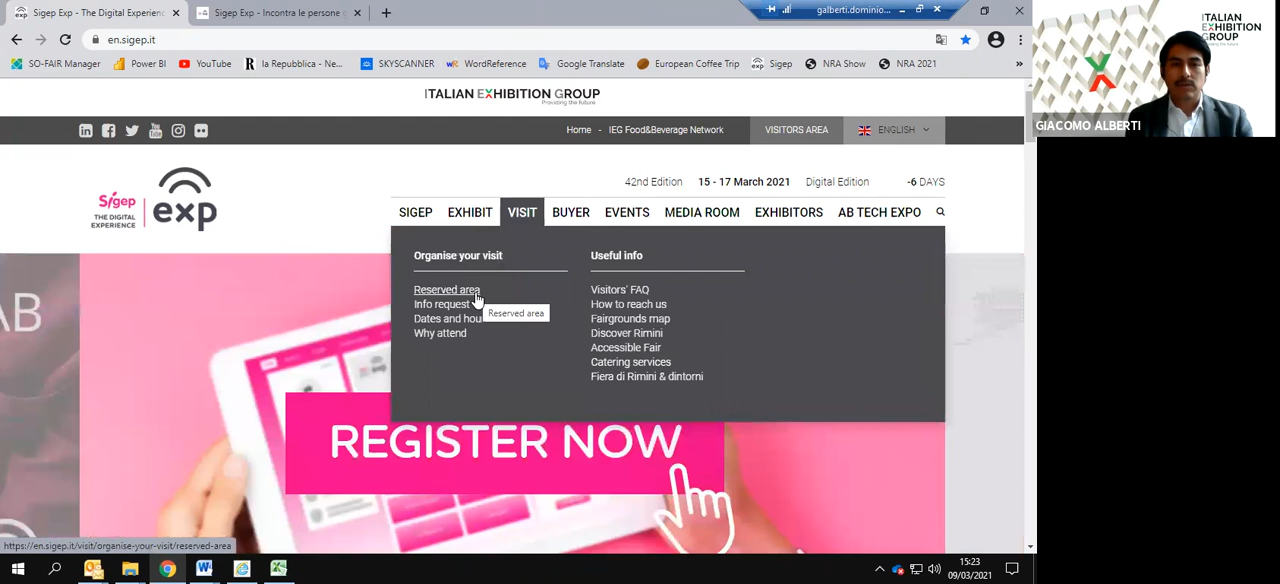 Sigep Exp - The Digital Experienc
Sigep Exp - Incontra le persone g
galberti.dominio...
en.sigep.it
SO-FAIR Manager
Power BI
YouTube
la Repubblica - Ne...
SKYSCANNER
WordReference
Google Translate
European Coffee Trip
Sigep
NRA Show
NRA 2021
»
ITALIAN EXHIBITION GROUP
Providing the future
Home - IEG Food&Beverage Network
VISITORS AREA
ENGLISH
Sigep
THE DIGITAL
EXPERIENCE
exp
42nd Edition 15 - 17 March 2021 Digital Edition -6 DAYS
SIGEP EXHIBIT VISIT BUYER EVENTS MEDIA ROOM EXHIBITORS AB TECH EXPO
Organise your visit
Reserved area
Info request
Dates and hou
Why attend
Reserved area
Useful info
Visitors' FAQ
How to reach us
Fairgrounds map
Discover Rimini
Accessible Fair
Catering services
Fiera di Rimini & dintorni
AB
REGISTER NOW
https://en.sigep.it/visit/organise-your-visit/reserved-area
15:23
09/03/2021
ITALIAN
EXHIBITION
GROUP
Providing the future
GIACOMO ALBERTI